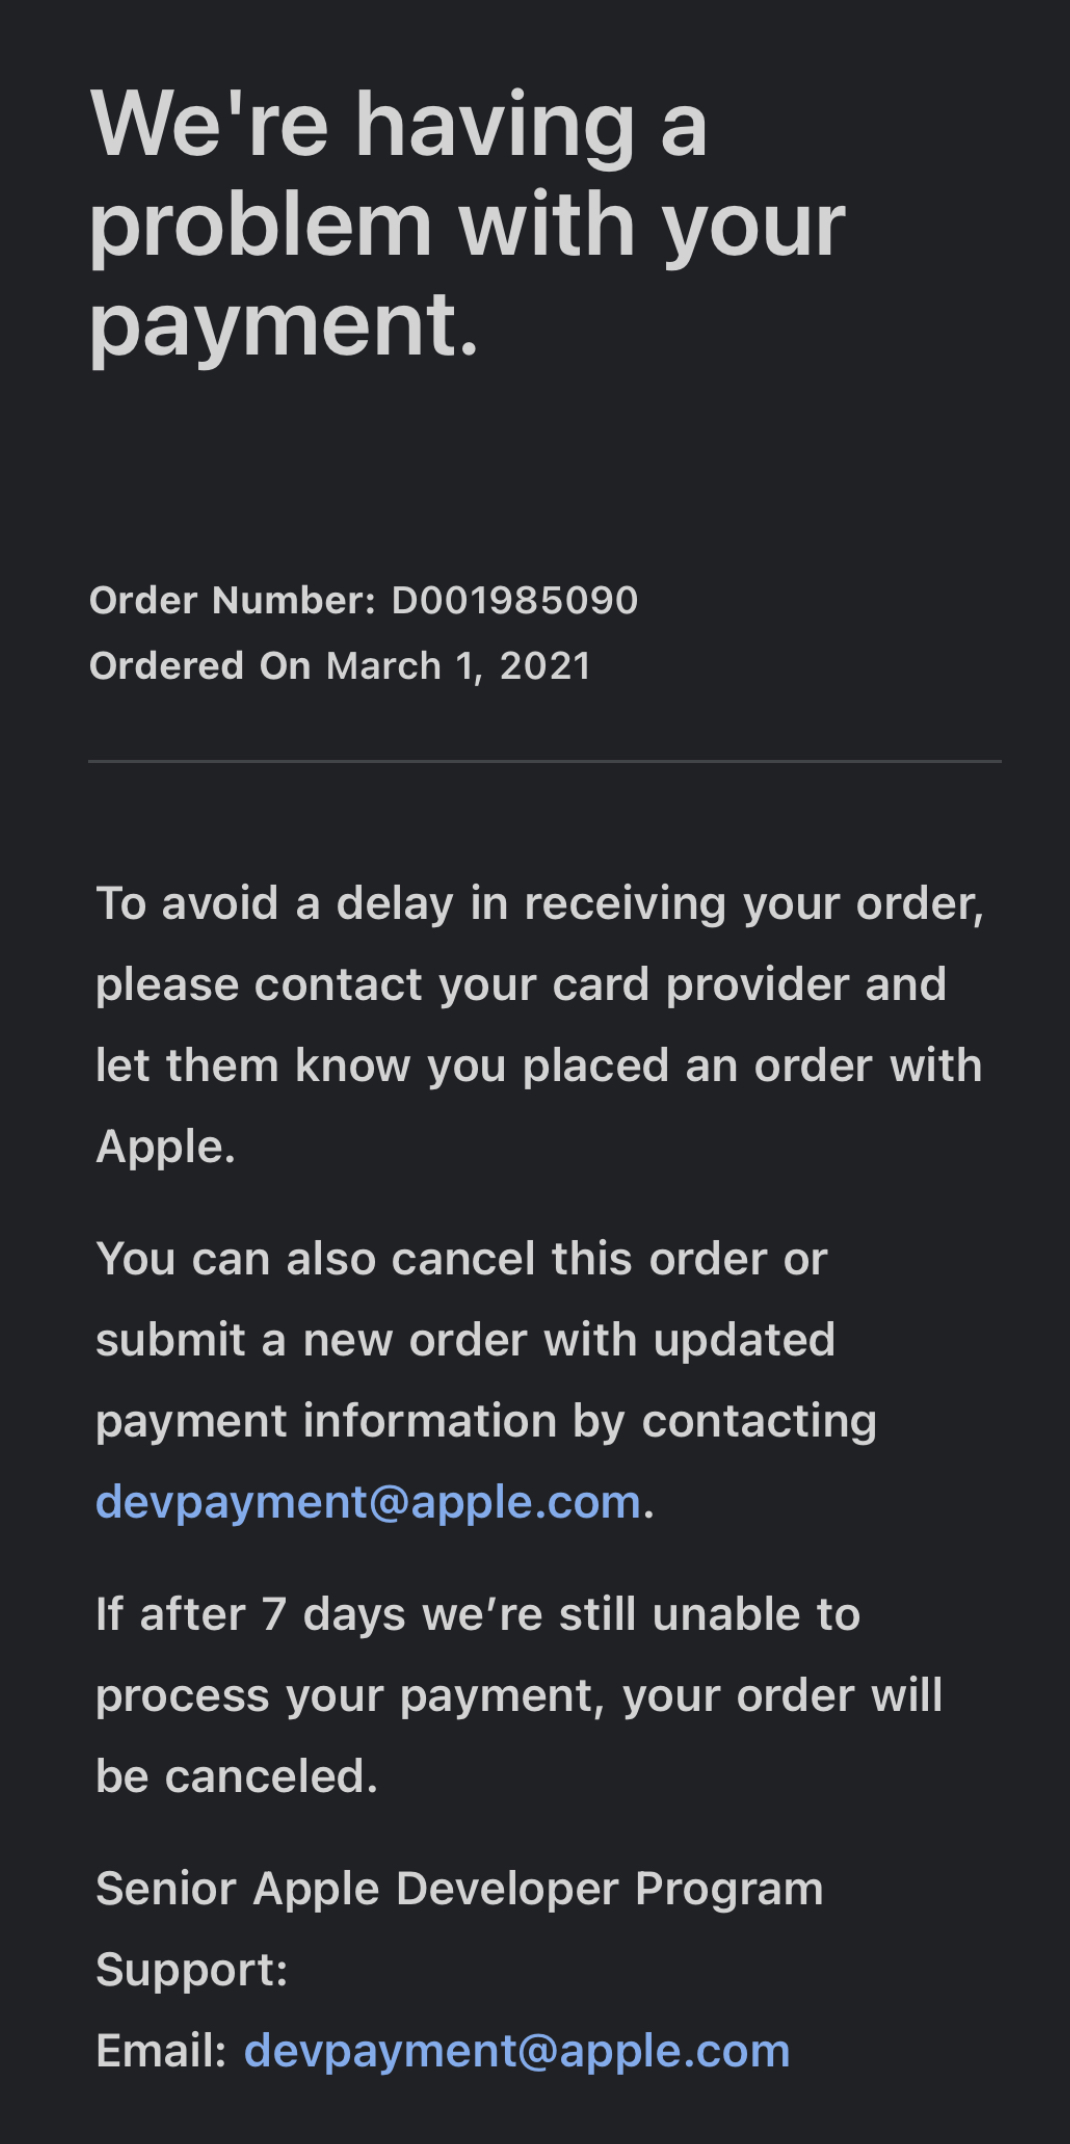 We're having a
problem with your
payment.
Order Number: D001985090
Ordered On March 1, 2021
To avoid a delay in receiving your order,
please contact your card provider and
let them know you placed an order with
Apple.
You can also cancel this order or
submit a new order with updated
payment information by contacting
devpayment@apple.com.
If after 7 days we’re still unable to
process your payment, your order will
be canceled.
Senior Apple Developer Program
Support:
Email: devpayment@apple.com